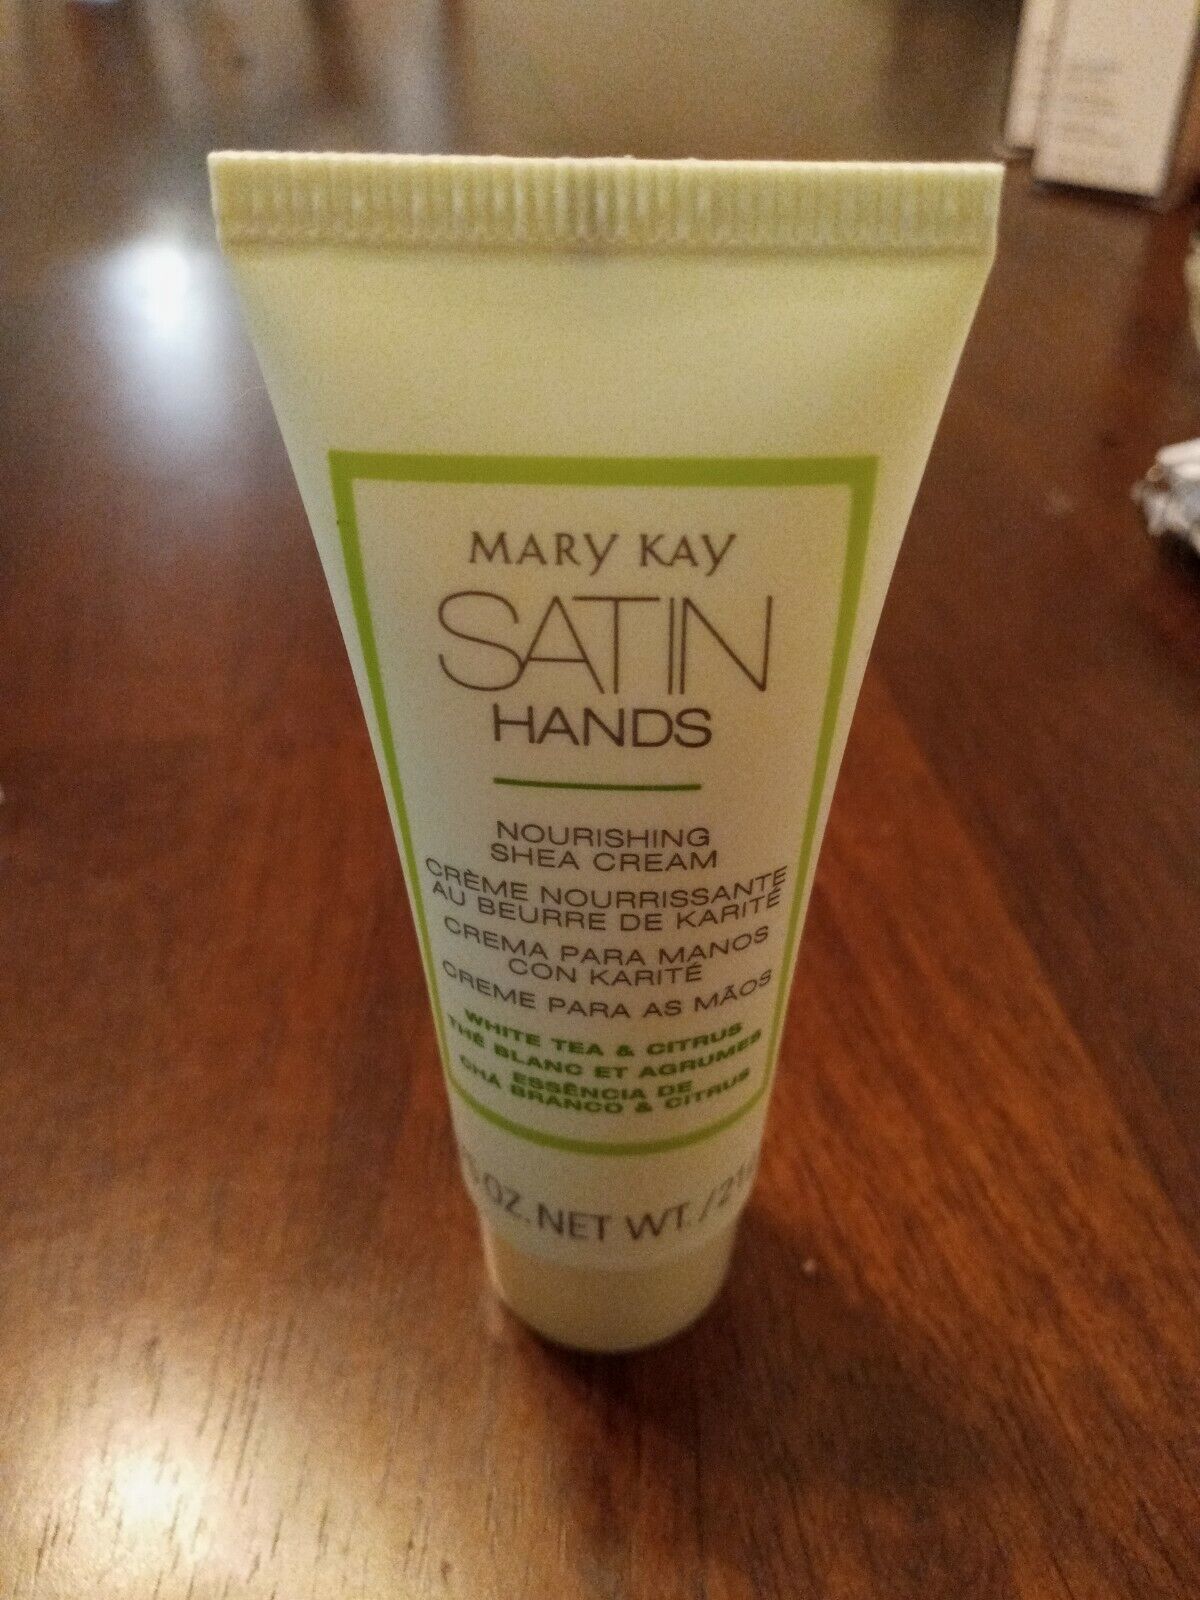 MARY KAY
SATIN
HANDS
NOURISHING
SHEA CREAM
CRÈME NOURRISSANTE
AU BEURRE DE KARITÉ
CREMA PARA MANOS
CON KARITÉ
CREME PARA AS MÃOS
WHITE TEA & CITRUS
THÉ BLANC ET AGRUMES
ESSÊNCIA DE
CHÁ BRANCO & CITRUS
OZ. NET WT./